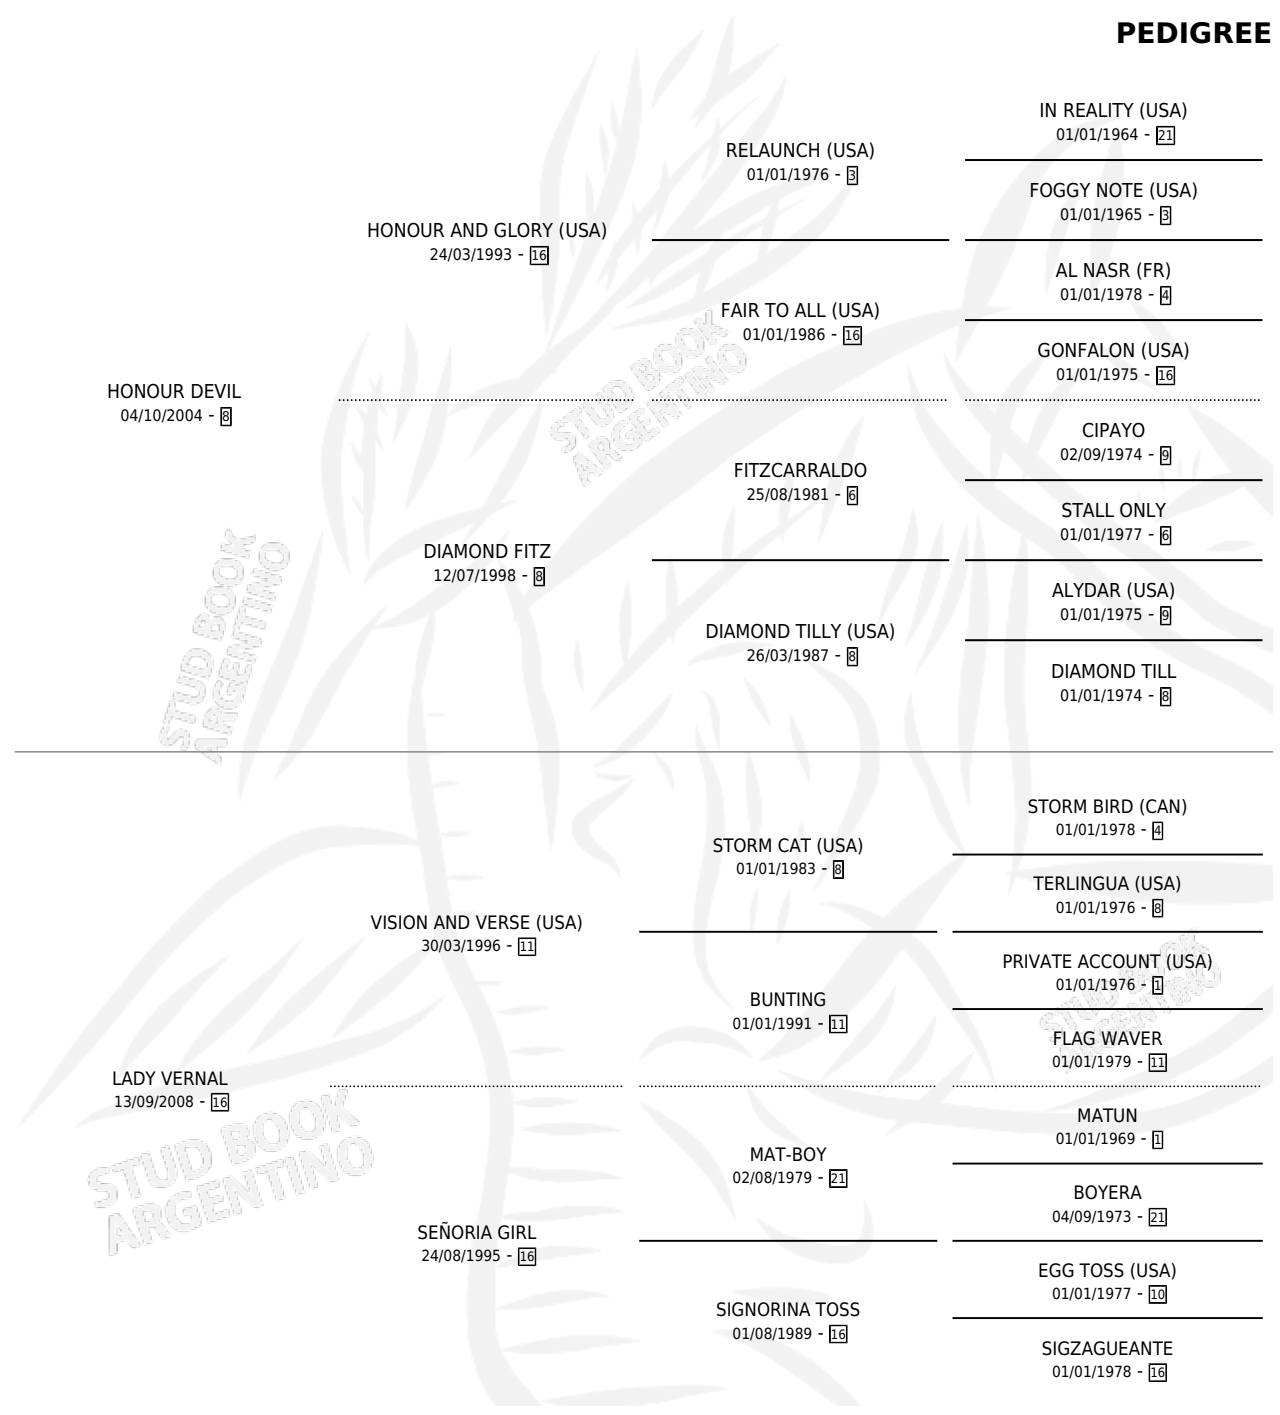 PEDIGREE
IN REALITY (USA)
01/01/1964 - 21
RELAUNCH (USA)
01/01/1976 - 3
FOGGY NOTE (USA)
01/01/1965 - 3
HONOUR AND GLORY (USA)
24/03/1993 - 16
AL NASR (FR)
01/01/1978 - 4
FAIR TO ALL (USA)
01/01/1986 - 16
GONFALON (USA)
01/01/1975 - 16
HONOUR DEVIL
04/10/2004 - 8
CIPAYO
02/09/1974 - 9
FITZCARRALDO
25/08/1981 - 6
STALL ONLY
01/01/1977 - 6
DIAMOND FITZ
12/07/1998 - 8
ALYDAR (USA)
01/01/1975 - 9
DIAMOND TILLY (USA)
26/03/1987 - 8
DIAMOND TILL
01/01/1974 - 8
STORM BIRD (CAN)
01/01/1978 - 4
STORM CAT (USA)
01/01/1983 - 8
TERLINGUA (USA)
01/01/1976 - 8
VISION AND VERSE (USA)
30/03/1996 - 11
PRIVATE ACCOUNT (USA)
01/01/1976 - 1
BUNTING
01/01/1991 - 11
FLAG WAVER
01/01/1979 - 11
LADY VERNAL
13/09/2008 - 16
MATUN
01/01/1969 - 1
MAT-BOY
02/08/1979 - 21
BOYERA
04/09/1973 - 21
SEÑORIA GIRL
24/08/1995 - 16
EGG TOSS (USA)
01/01/1977 - 10
SIGNORINA TOSS
01/08/1989 - 16
SIGZAGUEANTE
01/01/1978 - 16
STUD BOOK
ARGENTINO
STUD BOOK
ARGENTINO
STUD BOOK
ARGENTINO
STUD BOOK
ARGENTINO